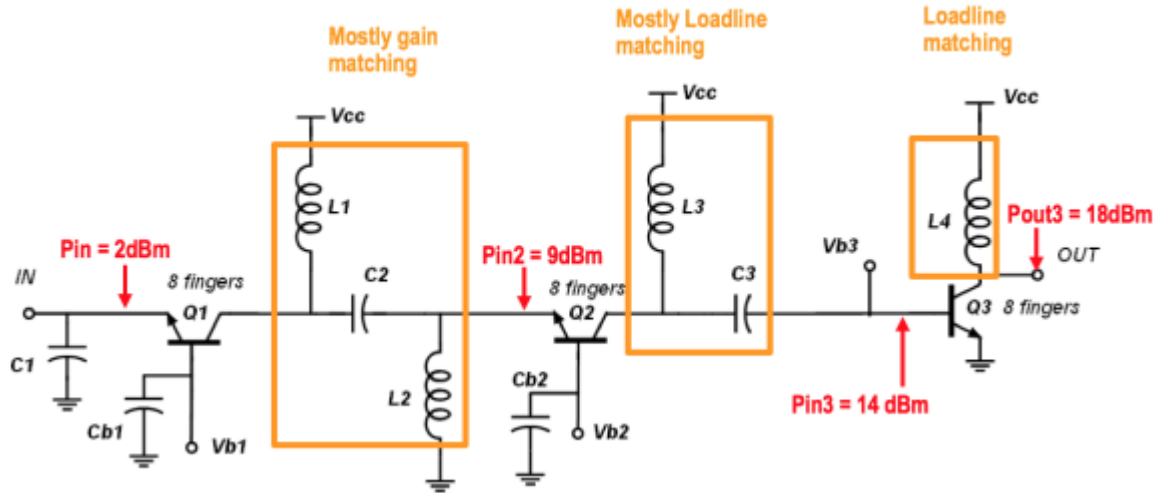 Mostly gain
matching
Mostly Loadline
matching
Loadline
matching
Vcc
Vcc
Vcc
L1
L3
L4
Pout3 = 18dBm
Pin = 2dBm
Pin2 = 9dBm
Vb3
OUT
IN
8 fingers
C2
8 fingers
C3
Q1
Q2
Q3
8 fingers
C1
L2
Cb2
Pin3 = 14 dBm
Cb1
Vb1
Vb2